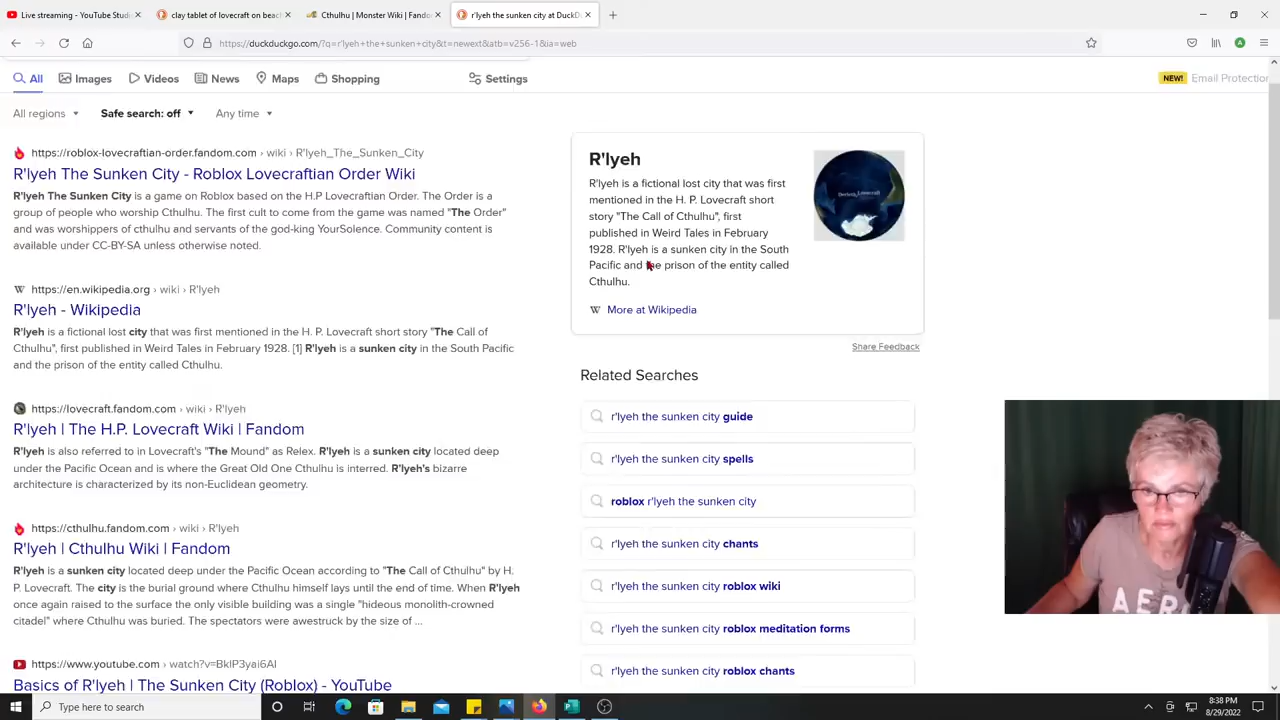 Live streaming - YouTube Stud
clay tablet of lovecraft on beac
Cthulhu | Monster Wiki | Fandom
r'lyeh the sunken city at DuckD
https://duckduckgo.com/?q=r'lyeh+the+sunken+city&t=newext&atb=v256-1&ia=web
All
Images
Videos
News
Maps
Shopping
Settings
NEW!
Email Protection
All regions
Safe search: off
Any time
https://roblox-lovecraftian-order.fandom.com › wiki › R'lyeh_The_Sunken_City
R'lyeh The Sunken City - Roblox Lovecraftian Order Wiki
R'lyeh The Sunken City is a game on Roblox based on the H.P Lovecraftian Order. The Order is a
group of people who worship Cthulhu. The first cult to come from the game was named "The Order"
and was worshippers of cthulhu and servants of the god-king YourSolence. Community content is
available under CC-BY-SA unless otherwise noted.
https://en.wikipedia.org › wiki › R'lyeh
R'lyeh - Wikipedia
R'lyeh is a fictional lost city that was first mentioned in the H. P. Lovecraft short story "The Call of
Cthulhu", first published in Weird Tales in February 1928. [1] R'lyeh is a sunken city in the South Pacific
and the prison of the entity called Cthulhu.
https://lovecraft.fandom.com › wiki › R'lyeh
R'lyeh | The H.P. Lovecraft Wiki | Fandom
R'lyeh is also referred to in Lovecraft's "The Mound" as Relex. R'lyeh is a sunken city located deep
under the Pacific Ocean and is where the Great Old One Cthulhu is interred. R'lyeh's bizarre
architecture is characterized by its non-Euclidean geometry.
https://cthulhu.fandom.com › wiki › R'lyeh
R'lyeh | Cthulhu Wiki | Fandom
R'lyeh is a sunken city located deep under the Pacific Ocean according to "The Call of Cthulhu" by H.
P. Lovecraft. The city is the burial ground where Cthulhu himself lays until the end of time. When R'lyeh
once again raised to the surface the only visible building was a single "hideous monolith-crowned
citadel" where Cthulhu was buried. The spectators were awestruck by the size of ...
https://www.youtube.com › watch?v=BkIP3yai6AI
Basics of R'lyeh | The Sunken City (Roblox) - YouTube
R'lyeh
R'lyeh is a fictional lost city that was first
mentioned in the H. P. Lovecraft short
story "The Call of Cthulhu", first
published in Weird Tales in February
1928. R'lyeh is a sunken city in the South
Pacific and the prison of the entity called
Cthulhu.
More at Wikipedia
Derleth Lovecraft
Share Feedback
Related Searches
r'lyeh the sunken city guide
r'lyeh the sunken city spells
roblox r'lyeh the sunken city
r'lyeh the sunken city chants
r'lyeh the sunken city roblox wiki
r'lyeh the sunken city roblox meditation forms
r'lyeh the sunken city roblox chants
AERO
Type here to search
8:38 PM
8/29/2022